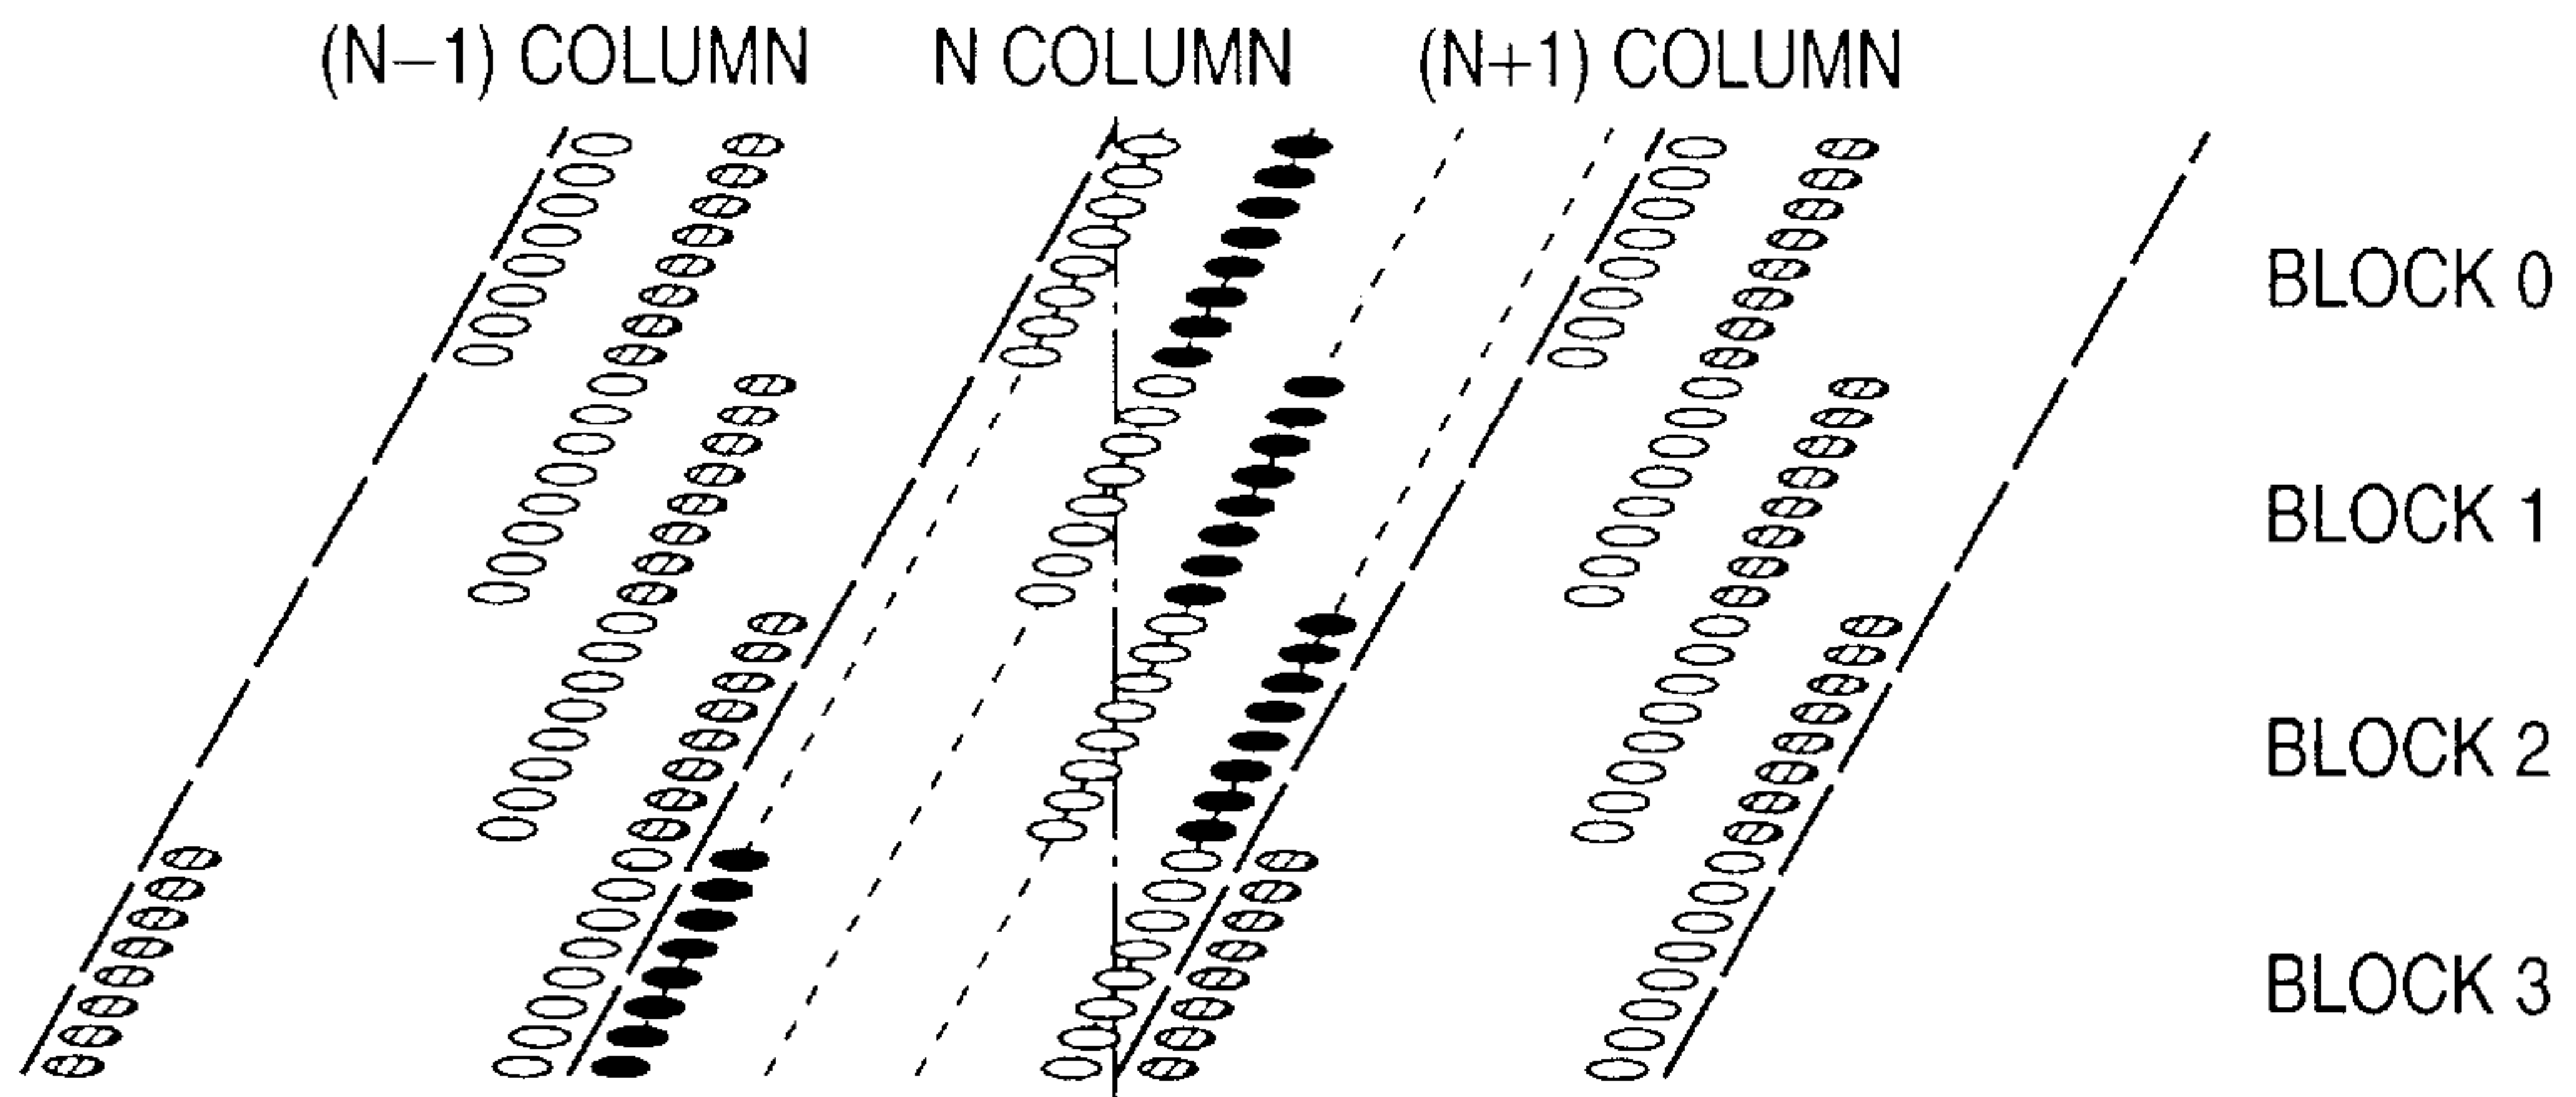 (N−1) COLUMN N COLUMN (N+1) COLUMN
BLOCK 0
BLOCK 1
BLOCK 2
BLOCK 3